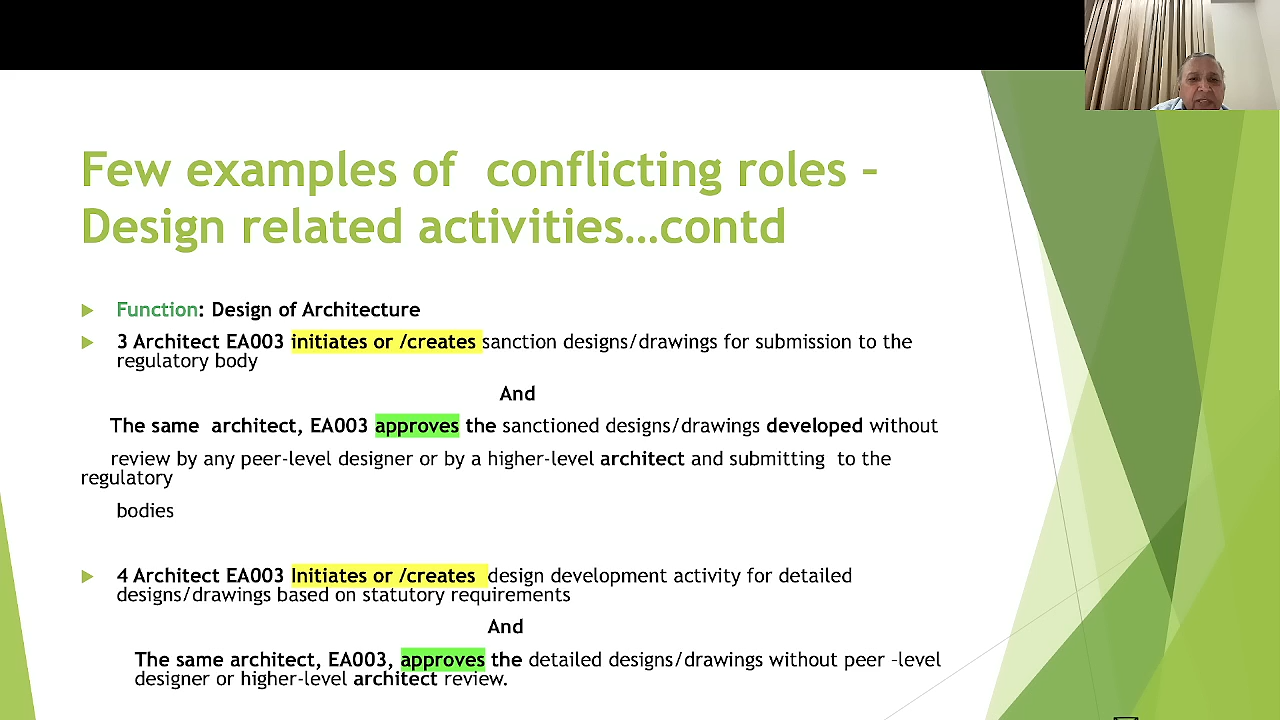 Few examples of conflicting roles –
Design related activities…contd
Function: Design of Architecture
3 Architect EA003 initiates or /creates sanction designs/drawings for submission to the
regulatory body
And
The same architect, EA003 approves the sanctioned designs/drawings developed without
review by any peer-level designer or by a higher-level architect and submitting to the
regulatory
bodies
4 Architect EA003 Initiates or /creates design development activity for detailed
designs/drawings based on statutory requirements
And
The same architect, EA003, approves the detailed designs/drawings without peer –level
designer or higher-level architect review.